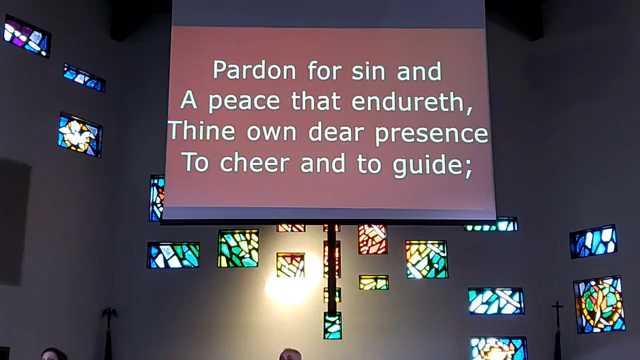 Pardon for sin and
A peace that endureth,
Thine own dear presence
To cheer and to guide;